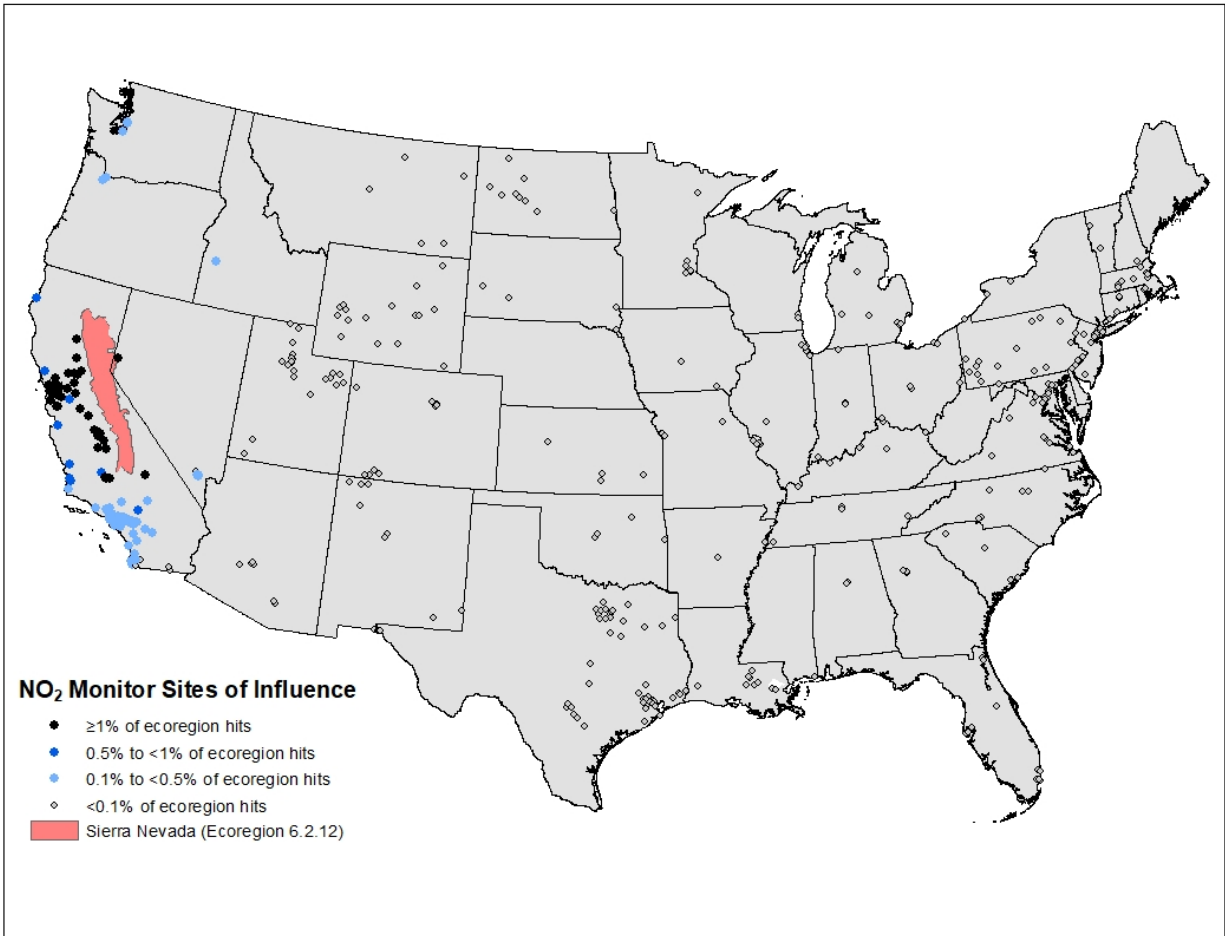 NO₂ Monitor Sites of Influence
≥1% of ecoregion hits
0.5% to <1% of ecoregion hits
0.1% to <0.5% of ecoregion hits
<0.1% of ecoregion hits
Sierra Nevada (Ecoregion 6.2.12)